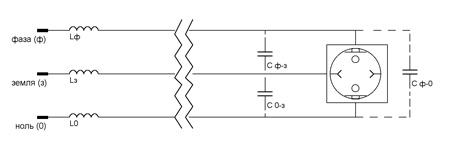 фаза (ф)
Lф
C ф-з
земля (з)
Lз
C ф-0
C 0-з
ноль (0)
L0